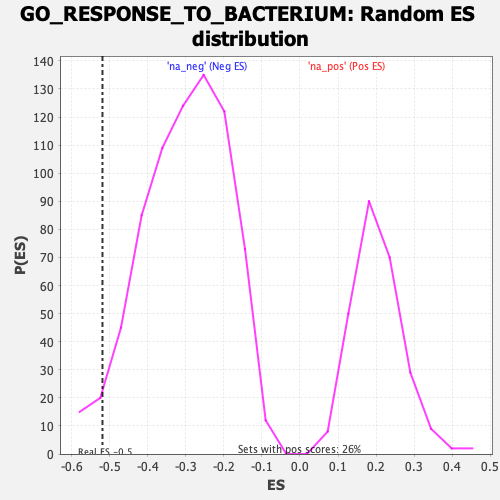 GO_RESPONSE_TO_BACTERIUM: Random ES
distribution
'na_neg' (Neg ES)
'na_pos' (Pos ES)
140
130
120
110
100
90
80
70
60
50
40
30
20
10
0
P(ES)
Real ES -0.5
Sets with pos scores: 26%
-0.6 -0.5 -0.4 -0.3 -0.2 -0.1 0.0 0.1 0.2 0.3 0.4 0.5
ES